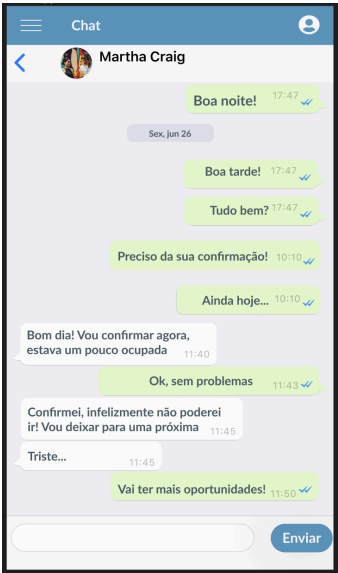 Chat
Martha Craig
Boa noite! 17:47
Sex, jun 26
Boa tarde! 17:47
Tudo bem? 17:47
Preciso da sua confirmação! 10:10
Ainda hoje... 10:10
Bom dia! Vou confirmar agora,
estava um pouco ocupada 11:40
Ok, sem problemas 11:43
Confirmei, infelizmente não poderei
ir! Vou deixar para uma próxima 11:45
Triste... 11:45
Vai ter mais oportunidades! 11:50
Enviar